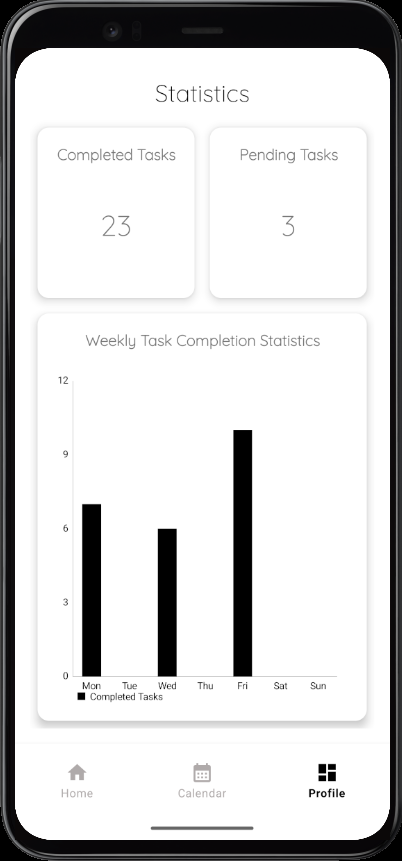 Statistics
Completed Tasks
23
Pending Tasks
3
Weekly Task Completion Statistics
12
9
6
3
0
Mon Tue Wed Thu Fri Sat Sun
Completed Tasks
Home Calendar Profile